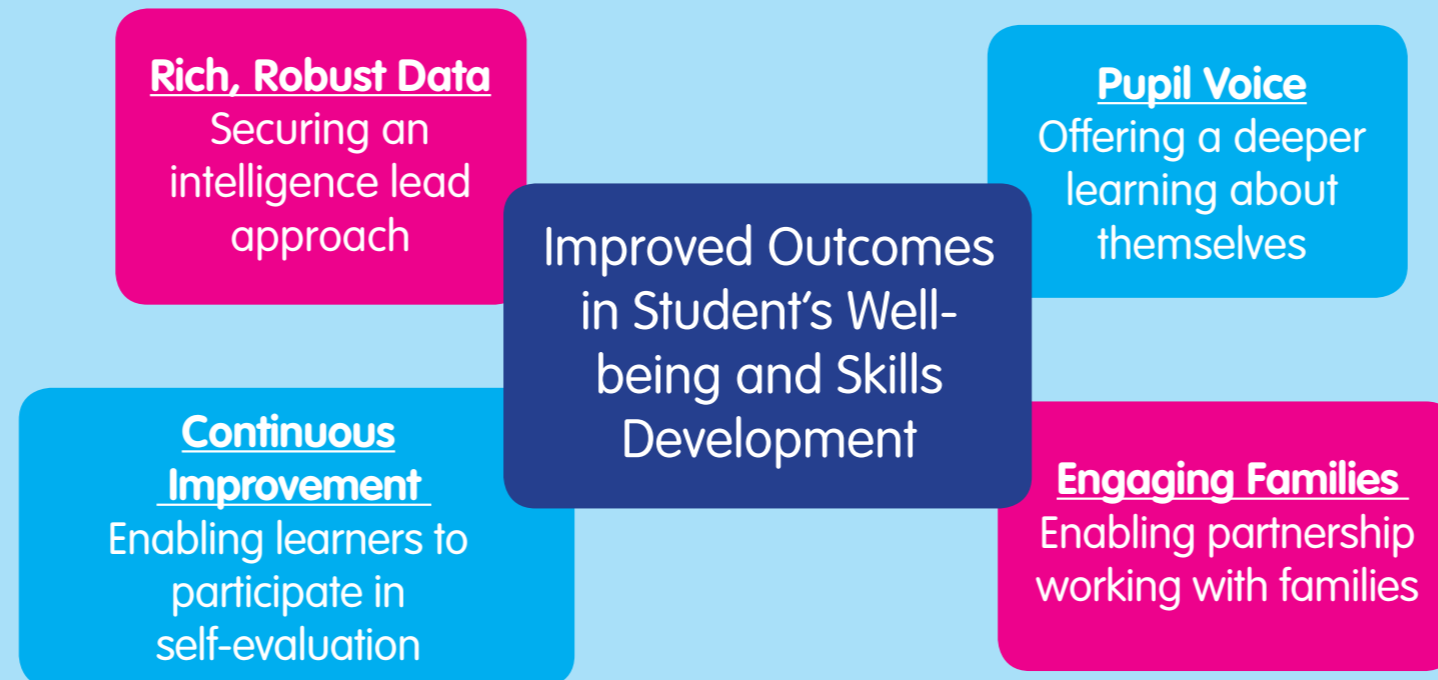 Rich, Robust Data
Securing an
intelligence lead
approach
Pupil Voice
Offering a deeper
learning about
themselves
Improved Outcomes
in Student's Well-
being and Skills
Development
Continuous
Improvement
Enabling learners to
participate in
self-evaluation
Engaging Families
Enabling partnership
working with families